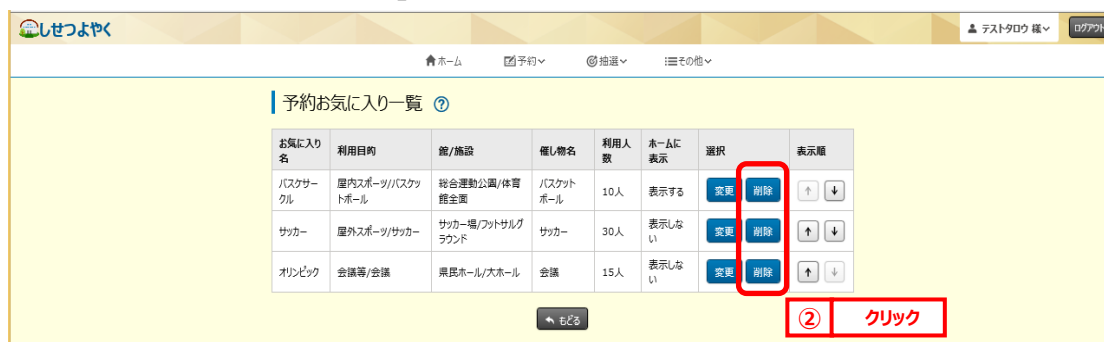 しせつよやく
テストタロウ 様
ログアウト
ホーム 予約 抽選 その他
予約お気に入り一覧 ?
お気に入り名 利用目的 館/施設 催し物名 利用人数 ホームに表示 選択 表示順
バスケサークル 屋内スポーツ/バスケットボール 総合運動公園/体育館全面 バスケットボール 10人 表示する 変更 削除 ↑ ↓
サッカー 屋外スポーツ/サッカー サッカー場/フットサルグラウンド サッカー 30人 表示しない 変更 削除 ↑ ↓
オリンピック 会議等/会議 県民ホール/大ホール 会議 15人 表示しない 変更 削除 ↑ ↓
もどる
② クリック